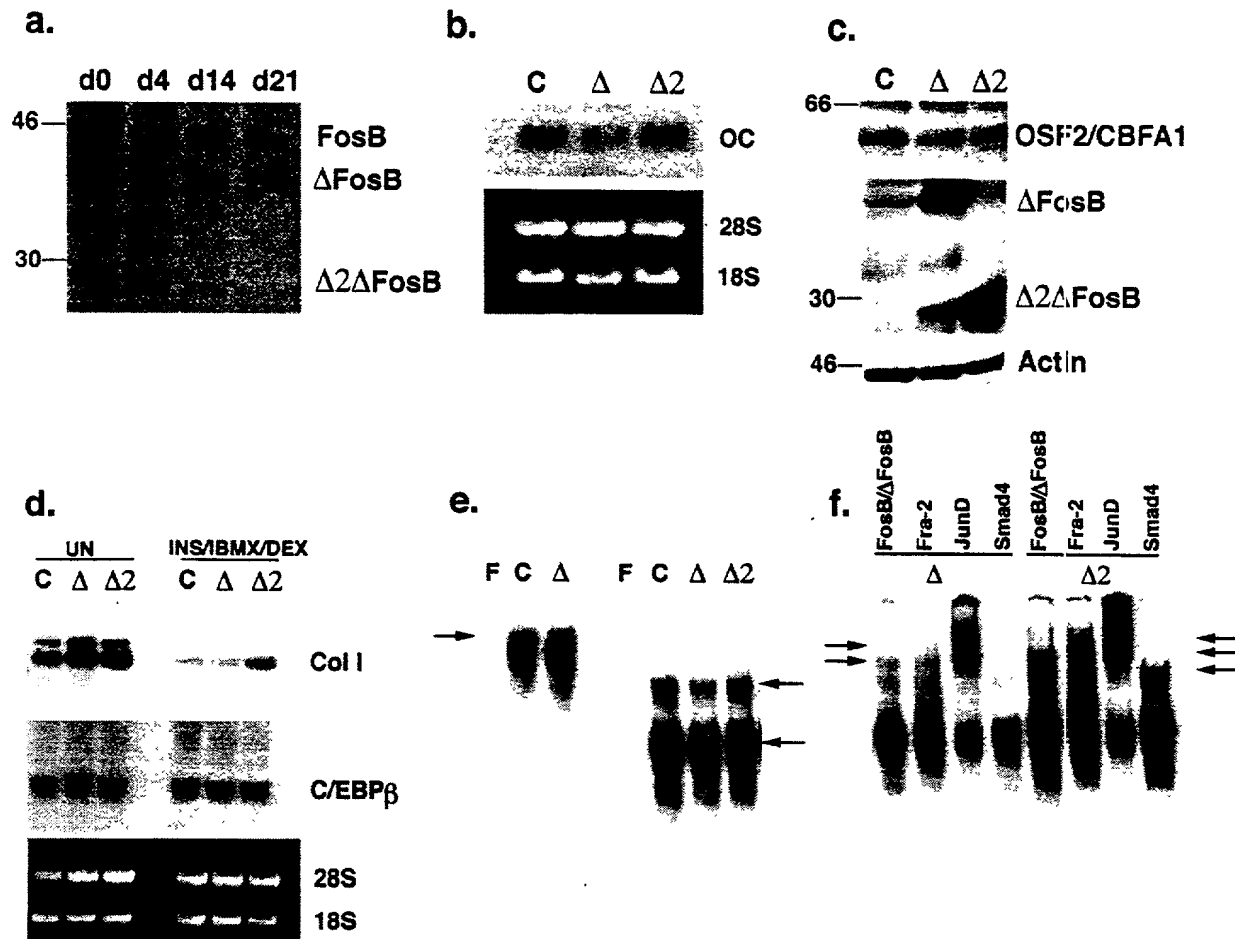 a.
d0 d4 d14 d21
46
FosB
ΔFosB
30
Δ2ΔFosB
b.
C Δ Δ2
OC
28S
18S
c.
C Δ Δ2
66
OSF2/CBFA1
ΔFosB
30
Δ2ΔFosB
46
Actin
d.
UN INS/IBMX/DEX
C Δ Δ2 C Δ Δ2
Col I
C/EBPβ
28S
18S
e.
F C Δ F C Δ Δ2
f.
FosB/ΔFosB
Fra-2
JunD
Smad4
FosB/ΔFosB
Fra-2
JunD
Smad4
Δ Δ2